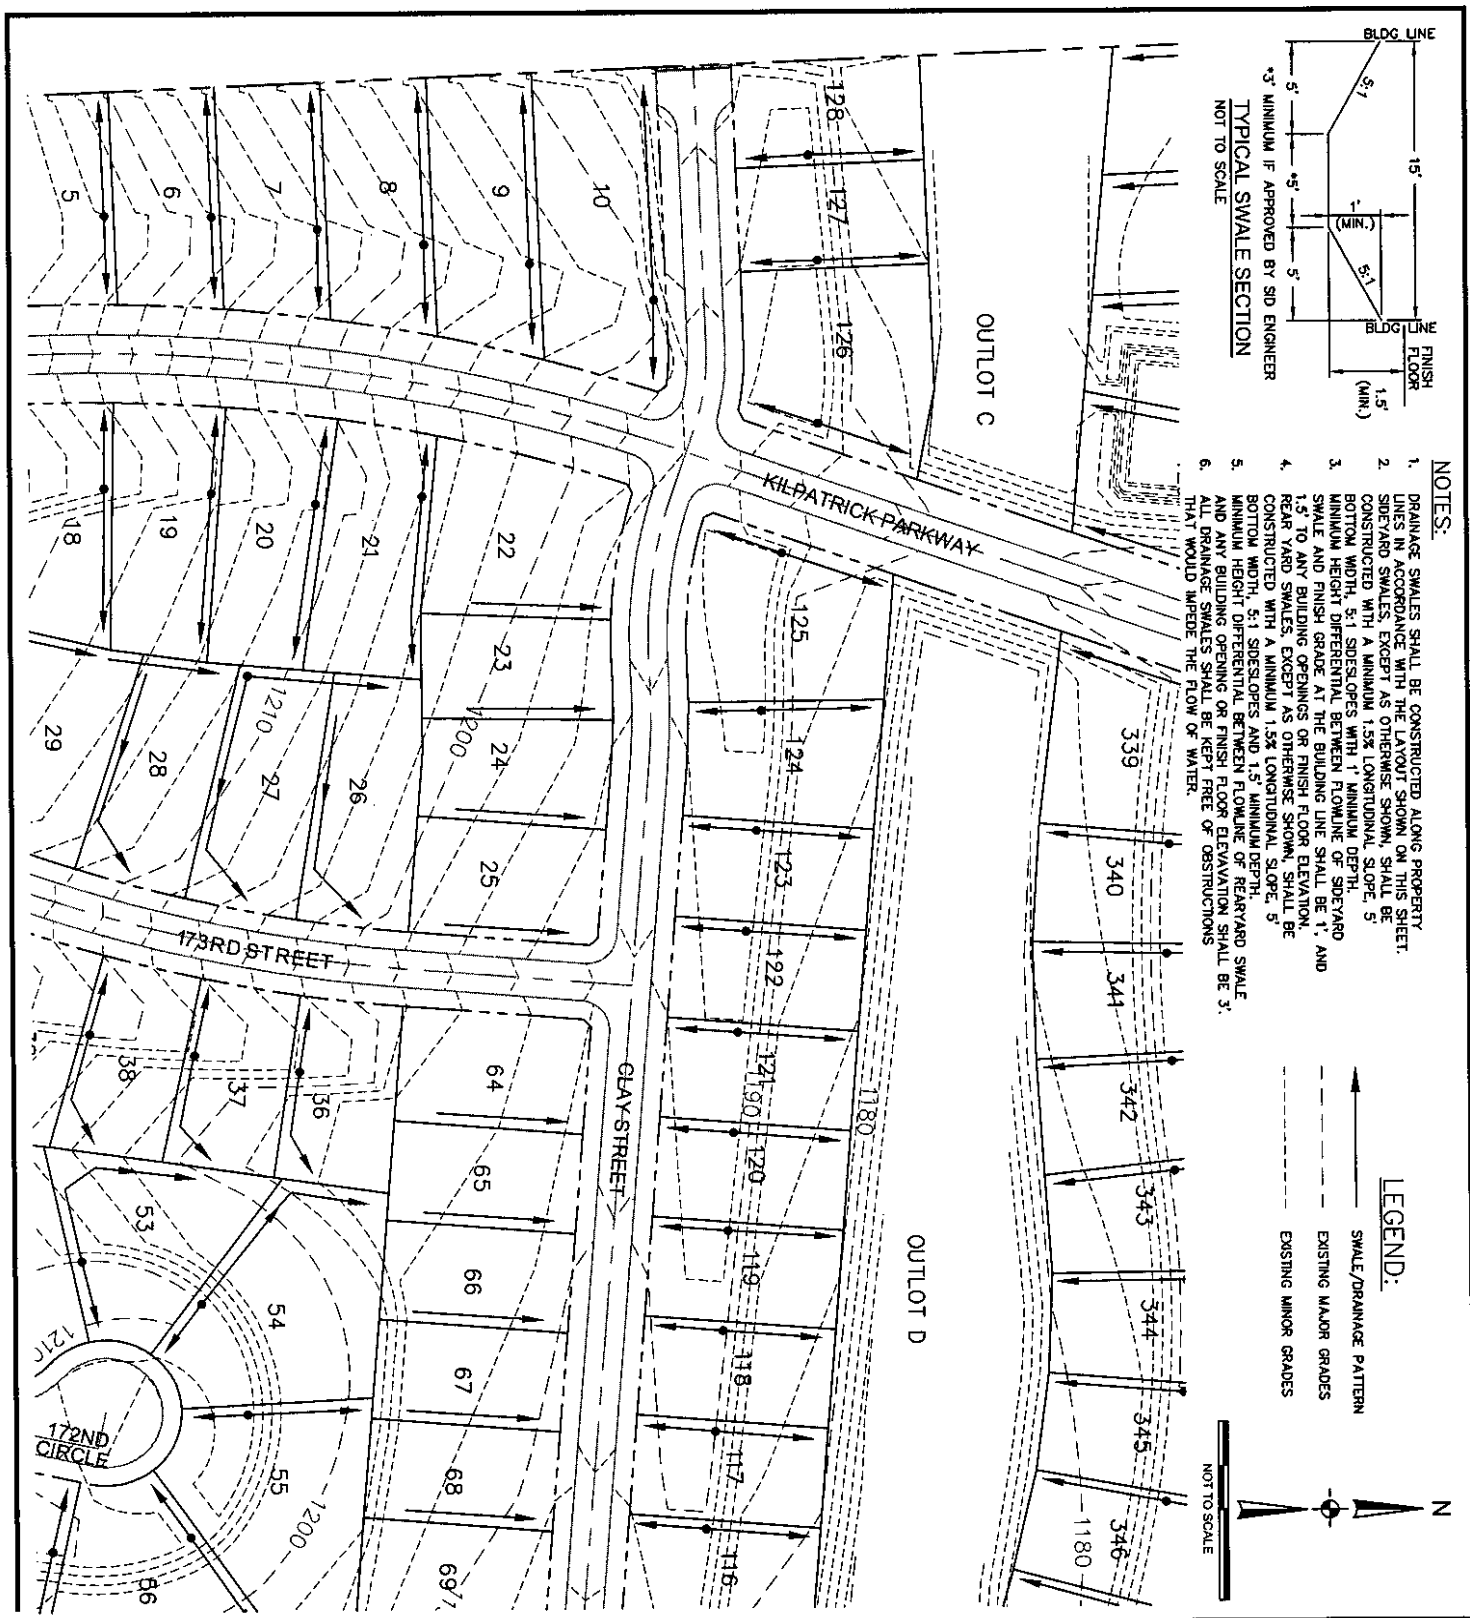 BLDG LINE
15'
BLDG LINE
FINISH
FLOOR
5:1
1'
(MIN.)
5:1
1.5'
(MIN.)
5'
*5'
5'
*3' MINIMUM IF APPROVED BY SID ENGINEER
TYPICAL SWALE SECTION
NOT TO SCALE
NOTES:
1. DRAINAGE SWALES SHALL BE CONSTRUCTED ALONG PROPERTY
LINES IN ACCORDANCE WITH THE LAYOUT SHOWN ON THIS SHEET.
2. SIDEYARD SWALES, EXCEPT AS OTHERWISE SHOWN, SHALL BE
CONSTRUCTED WITH A MINIMUM 1.5% LONGITUDINAL SLOPE, 5'
BOTTOM WIDTH, 5:1 SIDESLOPES WITH 1' MINIMUM DEPTH.
3. MINIMUM HEIGHT DIFFERENTIAL BETWEEN FLOWLINE OF SIDEYARD
SWALE AND FINISH GRADE AT THE BUILDING LINE SHALL BE 1', AND
1.5' TO ANY BUILDING OPENINGS OR FINISH FLOOR ELEVATION.
4. REAR YARD SWALES, EXCEPT AS OTHERWISE SHOWN, SHALL BE
CONSTRUCTED WITH A MINIMUM 1.5% LONGITUDINAL SLOPE, 5'
BOTTOM WIDTH, 5:1 SIDESLOPES AND 1.5' MINIMUM DEPTH.
5. MINIMUM HEIGHT DIFFERENTIAL BETWEEN FLOWLINE OF REARYARD SWALE
AND ANY BUILDING OPENING OR FINISH FLOOR ELEVAVATION SHALL BE 3'.
6. ALL DRAINAGE SWALES SHALL BE KEPT FREE OF OBSTRUCTIONS
THAT WOULD IMPEDE THE FLOW OF WATER.
LEGEND:
SWALE/DRAINAGE PATTERN
EXISTING MAJOR GRADES
EXISTING MINOR GRADES
N
NOT TO SCALE
339
340
341
342
343
344
345
346
1180
OUTLOT C
OUTLOT D
KILPATRICK PARKWAY
1180
128
127
126
125
124
123
122
121
1190
120
119
118
117
116
CLAY STREET
10
9
8
7
6
5
22
21
20
19
18
23
24
25
1200
26
27
28
29
1210
173RD STREET
64
65
66
67
68
69
36
37
38
53
54
55
56
1210
1200
172ND
CIRCLE